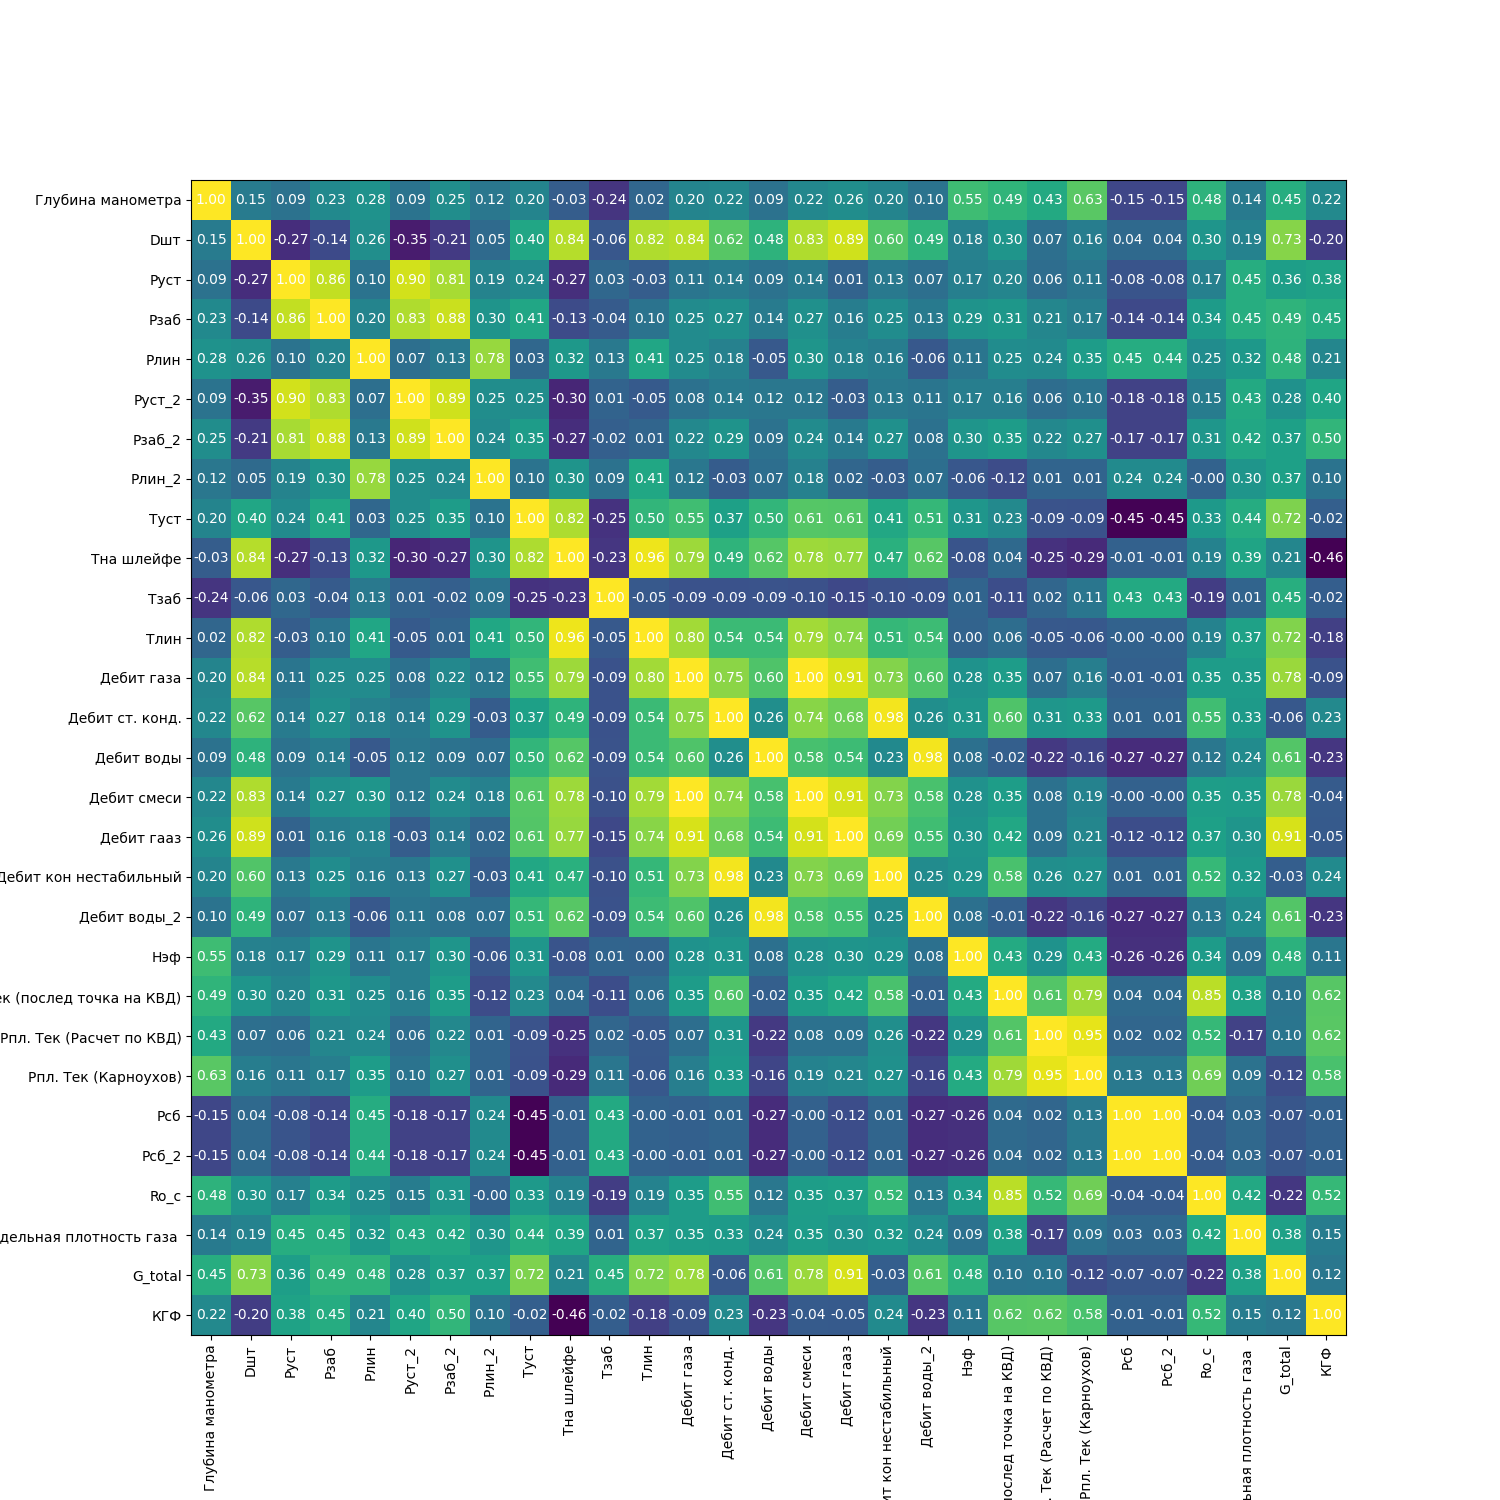 Глубина манометра 1.00 0.15 0.09 0.23 0.28 0.09 0.25 0.12 0.20 -0.03 -0.24 0.02 0.20 0.22 0.09 0.22 0.26 0.20 0.10 0.55 0.49 0.43 0.63 -0.15 -0.15 0.48 0.14 0.45 0.22
Dшт 0.15 1.00 -0.27 -0.14 0.26 -0.35 -0.21 0.05 0.40 0.84 -0.06 0.82 0.84 0.62 0.48 0.83 0.89 0.60 0.49 0.18 0.30 0.07 0.16 0.04 0.04 0.30 0.19 0.73 -0.20
Руст 0.09 -0.27 1.00 0.86 0.10 0.90 0.81 0.19 0.24 -0.27 0.03 -0.03 0.11 0.14 0.09 0.14 0.01 0.13 0.07 0.17 0.20 0.06 0.11 -0.08 -0.08 0.17 0.45 0.36 0.38
Рзаб 0.23 -0.14 0.86 1.00 0.20 0.83 0.88 0.30 0.41 -0.13 -0.04 0.10 0.25 0.27 0.14 0.27 0.16 0.25 0.13 0.29 0.31 0.21 0.17 -0.14 -0.14 0.34 0.45 0.49 0.45
Рлин 0.28 0.26 0.10 0.20 1.00 0.07 0.13 0.78 0.03 0.32 0.13 0.41 0.25 0.18 -0.05 0.30 0.18 0.16 -0.06 0.11 0.25 0.24 0.35 0.45 0.44 0.25 0.32 0.48 0.21
Руст_2 0.09 -0.35 0.90 0.83 0.07 1.00 0.89 0.25 0.25 -0.30 0.01 -0.05 0.08 0.14 0.12 0.12 -0.03 0.13 0.11 0.17 0.16 0.06 0.10 -0.18 -0.18 0.15 0.43 0.28 0.40
Рзаб_2 0.25 -0.21 0.81 0.88 0.13 0.89 1.00 0.24 0.35 -0.27 -0.02 0.01 0.22 0.29 0.09 0.24 0.14 0.27 0.08 0.30 0.35 0.22 0.27 -0.17 -0.17 0.31 0.42 0.37 0.50
Рлин_2 0.12 0.05 0.19 0.30 0.78 0.25 0.24 1.00 0.10 0.30 0.09 0.41 0.12 -0.03 0.07 0.18 0.02 -0.03 0.07 -0.06 -0.12 0.01 0.01 0.24 0.24 -0.00 0.30 0.37 0.10
Туст 0.20 0.40 0.24 0.41 0.03 0.25 0.35 0.10 1.00 0.82 -0.25 0.50 0.55 0.37 0.50 0.61 0.61 0.41 0.51 0.31 0.23 -0.09 -0.09 -0.45 -0.45 0.33 0.44 0.72 -0.02
Тна шлейфе -0.03 0.84 -0.27 -0.13 0.32 -0.30 -0.27 0.30 0.82 1.00 -0.23 0.96 0.79 0.49 0.62 0.78 0.77 0.47 0.62 -0.08 0.04 -0.25 -0.29 -0.01 -0.01 0.19 0.39 0.21 -0.46
Тзаб -0.24 -0.06 0.03 -0.04 0.13 0.01 -0.02 0.09 -0.25 -0.23 1.00 -0.05 -0.09 -0.09 -0.09 -0.10 -0.15 -0.10 -0.09 0.01 -0.11 0.02 0.11 0.43 0.43 -0.19 0.01 0.45 -0.02
Тлин 0.02 0.82 -0.03 0.10 0.41 -0.05 0.01 0.41 0.50 0.96 -0.05 1.00 0.80 0.54 0.54 0.79 0.74 0.51 0.54 0.00 0.06 -0.05 -0.06 -0.00 -0.00 0.19 0.37 0.72 -0.18
Дебит газа 0.20 0.84 0.11 0.25 0.25 0.08 0.22 0.12 0.55 0.79 -0.09 0.80 1.00 0.75 0.60 1.00 0.91 0.73 0.60 0.28 0.35 0.07 0.16 -0.01 -0.01 0.35 0.35 0.78 -0.09
Дебит ст. конд. 0.22 0.62 0.14 0.27 0.18 0.14 0.29 -0.03 0.37 0.49 -0.09 0.54 0.75 1.00 0.26 0.74 0.68 0.98 0.26 0.31 0.60 0.31 0.33 0.01 0.01 0.55 0.33 -0.06 0.23
Дебит воды 0.09 0.48 0.09 0.14 -0.05 0.12 0.09 0.07 0.50 0.62 -0.09 0.54 0.60 0.26 1.00 0.58 0.54 0.23 0.98 0.08 -0.02 -0.22 -0.16 -0.27 -0.27 0.12 0.24 0.61 -0.23
Дебит смеси 0.22 0.83 0.14 0.27 0.30 0.12 0.24 0.18 0.61 0.78 -0.10 0.79 1.00 0.74 0.58 1.00 0.91 0.73 0.58 0.28 0.35 0.08 0.19 -0.00 -0.00 0.35 0.35 0.78 -0.04
Дебит гааз 0.26 0.89 0.01 0.16 0.18 -0.03 0.14 0.02 0.61 0.77 -0.15 0.74 0.91 0.68 0.54 0.91 1.00 0.69 0.55 0.30 0.42 0.09 0.21 -0.12 -0.12 0.37 0.30 0.91 -0.05
Дебит кон нестабильный 0.20 0.60 0.13 0.25 0.16 0.13 0.27 -0.03 0.41 0.47 -0.10 0.51 0.73 0.98 0.23 0.73 0.69 1.00 0.25 0.29 0.58 0.26 0.27 0.01 0.01 0.52 0.32 -0.03 0.24
Дебит воды_2 0.10 0.49 0.07 0.13 -0.06 0.11 0.08 0.07 0.51 0.62 -0.09 0.54 0.60 0.26 0.98 0.58 0.55 0.25 1.00 0.08 -0.01 -0.22 -0.16 -0.27 -0.27 0.13 0.24 0.61 -0.23
Нэф 0.55 0.18 0.17 0.29 0.11 0.17 0.30 -0.06 0.31 -0.08 0.01 0.00 0.28 0.31 0.08 0.28 0.30 0.29 0.08 1.00 0.43 0.29 0.43 -0.26 -0.26 0.34 0.09 0.48 0.11
ек (послед точка на КВД) 0.49 0.30 0.20 0.31 0.25 0.16 0.35 -0.12 0.23 0.04 -0.11 0.06 0.35 0.60 -0.02 0.35 0.42 0.58 -0.01 0.43 1.00 0.61 0.79 0.04 0.04 0.85 0.38 0.10 0.62
Рпл. Тек (Расчет по КВД) 0.43 0.07 0.06 0.21 0.24 0.06 0.22 0.01 -0.09 -0.25 0.02 -0.05 0.07 0.31 -0.22 0.08 0.09 0.26 -0.22 0.29 0.61 1.00 0.95 0.02 0.02 0.52 -0.17 0.10 0.62
Рпл. Тек (Карноухов) 0.63 0.16 0.11 0.17 0.35 0.10 0.27 0.01 -0.09 -0.29 0.11 -0.06 0.16 0.33 -0.16 0.19 0.21 0.27 -0.16 0.43 0.79 0.95 1.00 0.13 0.13 0.69 0.09 -0.12 0.58
Рсб -0.15 0.04 -0.08 -0.14 0.45 -0.18 -0.17 0.24 -0.45 -0.01 0.43 -0.00 -0.01 0.01 -0.27 -0.00 -0.12 0.01 -0.27 -0.26 0.04 0.02 0.13 1.00 1.00 -0.04 0.03 -0.07 -0.01
Рсб_2 -0.15 0.04 -0.08 -0.14 0.44 -0.18 -0.17 0.24 -0.45 -0.01 0.43 -0.00 -0.01 0.01 -0.27 -0.00 -0.12 0.01 -0.27 -0.26 0.04 0.02 0.13 1.00 1.00 -0.04 0.03 -0.07 -0.01
Ro_c 0.48 0.30 0.17 0.34 0.25 0.15 0.31 -0.00 0.33 0.19 -0.19 0.19 0.35 0.55 0.12 0.35 0.37 0.52 0.13 0.34 0.85 0.52 0.69 -0.04 -0.04 1.00 0.42 -0.22 0.52
дельная плотность газа 0.14 0.19 0.45 0.45 0.32 0.43 0.42 0.30 0.44 0.39 0.01 0.37 0.35 0.33 0.24 0.35 0.30 0.32 0.24 0.09 0.38 -0.17 0.09 0.03 0.03 0.42 1.00 0.38 0.15
G_total 0.45 0.73 0.36 0.49 0.48 0.28 0.37 0.37 0.72 0.21 0.45 0.72 0.78 -0.06 0.61 0.78 0.91 -0.03 0.61 0.48 0.10 0.10 -0.12 -0.07 -0.07 -0.22 0.38 1.00 0.12
КГФ 0.22 -0.20 0.38 0.45 0.21 0.40 0.50 0.10 -0.02 -0.46 -0.02 -0.18 -0.09 0.23 -0.23 -0.04 -0.05 0.24 -0.23 0.11 0.62 0.62 0.58 -0.01 -0.01 0.52 0.15 0.12 1.00
Глубина манометра
Dшт
Руст
Рзаб
Рлин
Руст_2
Рзаб_2
Рлин_2
Туст
Тна шлейфе
Тзаб
Тлин
Дебит газа
Дебит ст. конд.
Дебит воды
Дебит смеси
Дебит гааз
ит кон нестабильный
Дебит воды_2
Нэф
послед точка на КВД)
. Тек (Расчет по КВД)
Рпл. Тек (Карноухов)
Рсб
Рсб_2
Ro_c
ьная плотность газа
G_total
КГФ